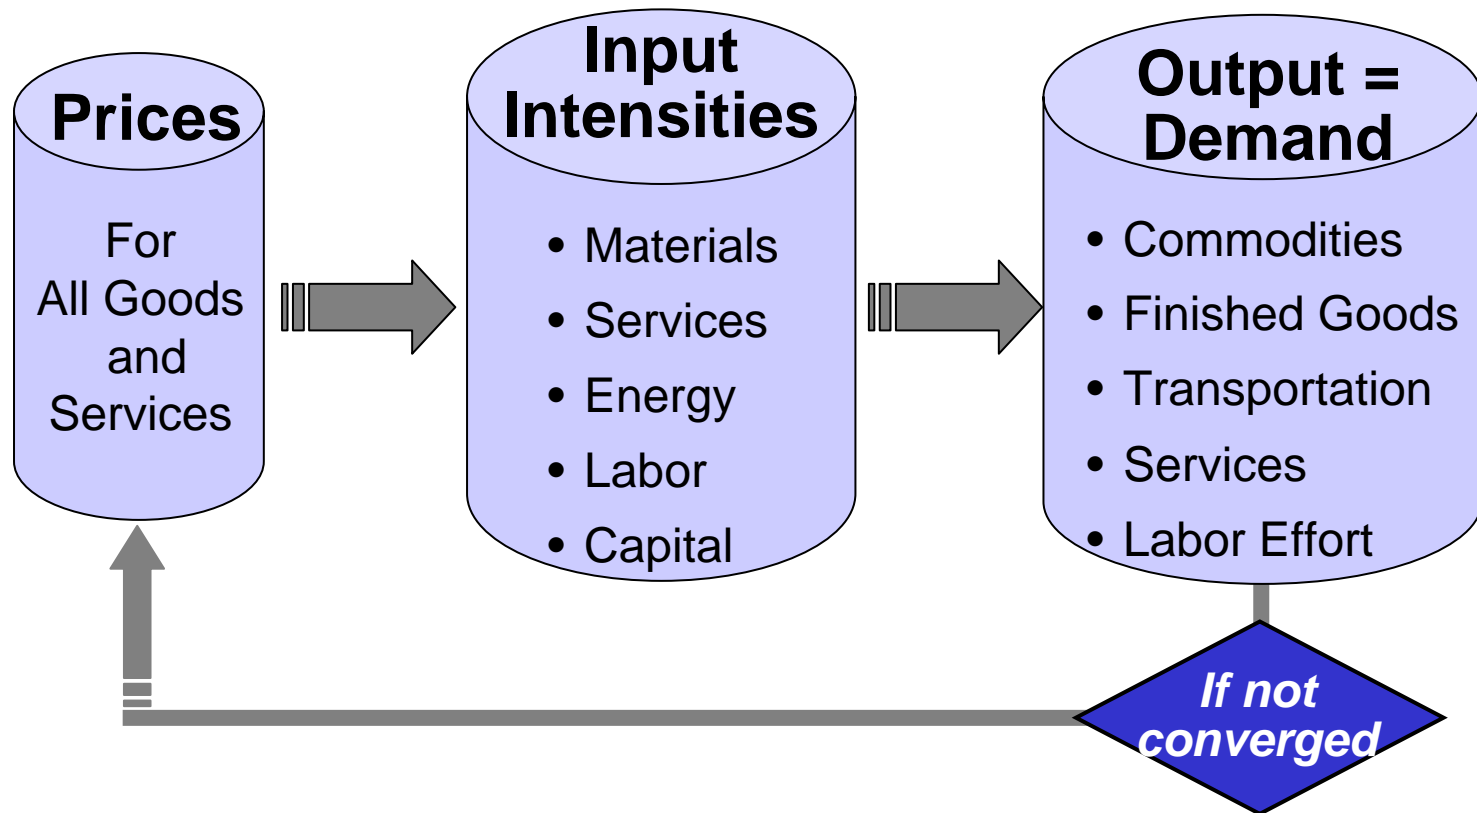 Prices
For
All Goods
and
Services
Input
Intensities
• Materials
• Services
• Energy
• Labor
• Capital
Output =
Demand
• Commodities
• Finished Goods
• Transportation
• Services
• Labor Effort
If not
converged